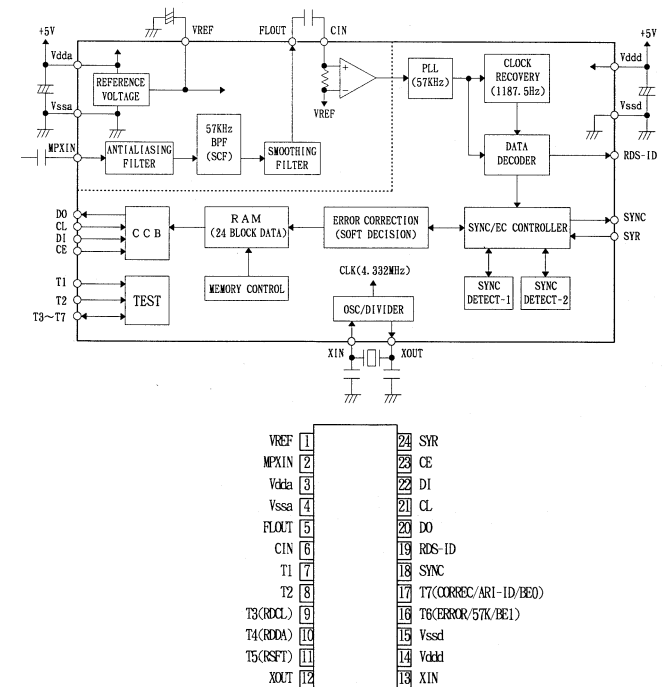 +5V
VREF
FLOUT
CIN
+5V
Vdda
REFERENCE
VOLTAGE
Vssa
VREF
PLL
(57KHz)
CLOCK
RECOVERY
(1187.5Hz)
Vddd
Vssd
MPXIN
ANTIALIASING
FILTER
57KHz
BPF
(SCF)
SMOOTHING
FILTER
DATA
DECODER
RDS-ID
DO
CL
DI
CE
CCB
RAM
(24 BLOCK DATA)
ERROR CORRECTION
(SOFT DECISION)
SYNC/EC CONTROLLER
SYNC
SYR
T1
T2
T3~T7
TEST
MEMORY CONTROL
CLK(4.332MHz)
OSC/DIVIDER
SYNC
DETECT-1
SYNC
DETECT-2
XIN
XOUT
VREF 1
24 SYR
MPXIN 2
23 CE
Vdda 3
22 DI
Vssa 4
21 CL
FLOUT 5
20 DO
CIN 6
19 RDS-ID
T1 7
18 SYNC
T2 8
17 T7(CORREC/ARI-ID/BE0)
T3(RDCL) 9
16 T6(ERROR/57K/BE1)
T4(RDDA) 10
15 Vssd
T5(RSFT) 11
14 Vddd
XOUT 12
13 XIN